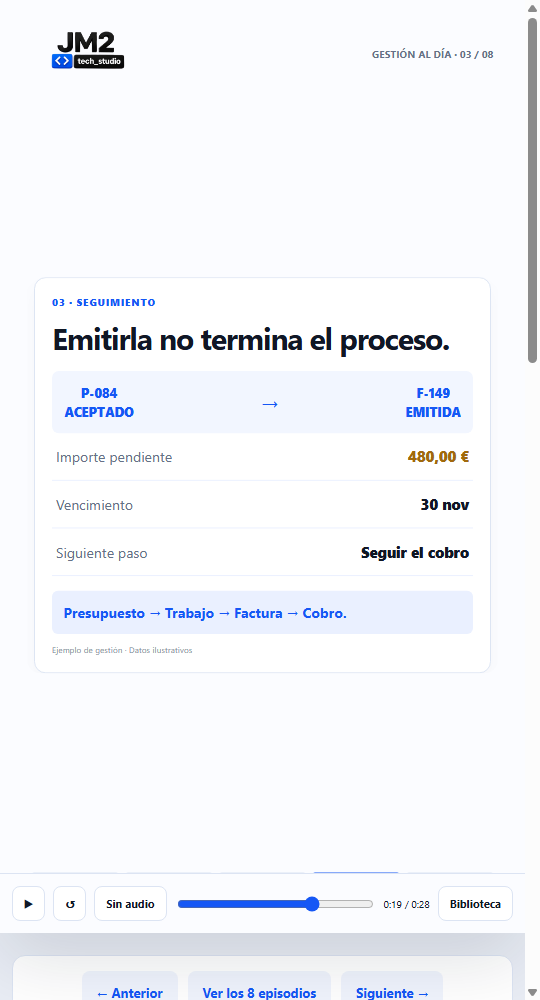 JM2
<> tech_studio
GESTIÓN AL DÍA · 03 / 08
03 · SEGUIMIENTO
Emitirla no termina el proceso.
P-084
ACEPTADO
→
F-149
EMITIDA
Importe pendiente 480,00 €
Vencimiento 30 nov
Siguiente paso Seguir el cobro
Presupuesto → Trabajo → Factura → Cobro.
Ejemplo de gestión · Datos ilustrativos
Sin audio 0:19 / 0:28 Biblioteca
← Anterior Ver los 8 episodios Siguiente →